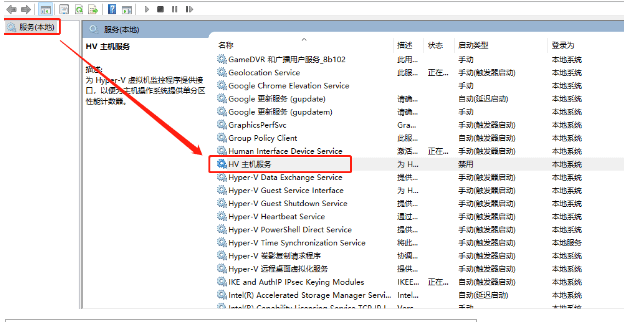 服务(本地)
服务(本地)
HV 主机服务
描述:
为 Hyper-V 虚拟机监控程序提供接
口，以便为主机操作系统提供单分区
性能计数器。
名称 描述 状态 启动类型 登录为
GameDVR 和广播用户服务_8b102 此用... 手动 本地系统
Geolocation Service 此服... 正在... 手动(触发器启动) 本地系统
Google Chrome Elevation Service 手动 本地系统
Google 更新服务 (gupdate) 请确... 自动(延迟启动) 本地系统
Google 更新服务 (gupdatem) 请确... 手动 本地系统
GraphicsPerfSvc Gra... 手动(触发器启动) 本地系统
Group Policy Client 此服... 自动(触发器启动) 本地系统
Human Interface Device Service 激活... 正在... 手动(触发器启动) 本地系统
HV 主机服务 为 H... 禁用 本地系统
Hyper-V Data Exchange Service 提供... 手动(触发器启动) 本地系统
Hyper-V Guest Service Interface 为 H... 手动(触发器启动) 本地系统
Hyper-V Guest Shutdown Service 提供... 手动(触发器启动) 本地系统
Hyper-V Heartbeat Service 通过... 手动(触发器启动) 本地系统
Hyper-V PowerShell Direct Service 提供... 手动(触发器启动) 本地系统
Hyper-V Time Synchronization Service 将此... 手动(触发器启动) 本地服务
Hyper-V 卷影复制请求程序 协调... 手动(触发器启动) 本地系统
Hyper-V 远程桌面虚拟化服务 提供... 手动(触发器启动) 本地系统
IKE and AuthIP IPsec Keying Modules IKEE... 正在... 自动(触发器启动) 本地系统
Intel(R) Accelerated Storage Manager Servi... Intel... 自动(延迟启动) 本地系统
Intel(R) Capability Licensing Service TCP IP I... Vers... 手动 本地系统